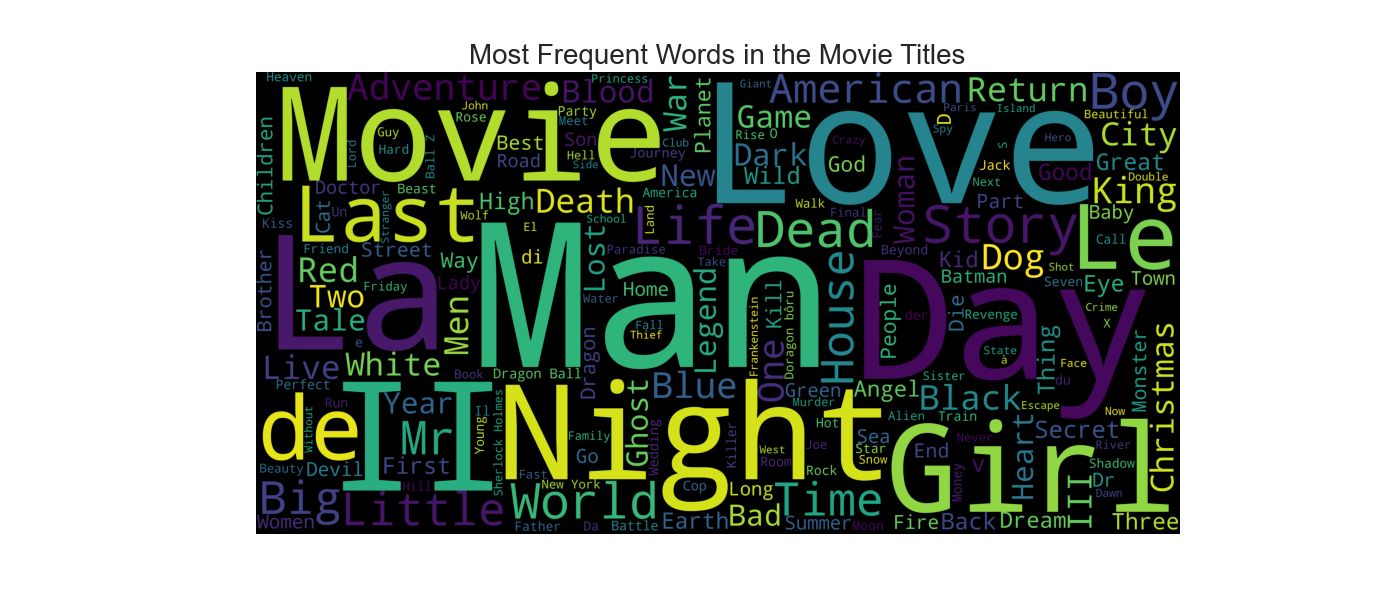 Most Frequent Words in the Movie Titles
Heaven
Adventure
Blood
Princess
War
Giant
American
Return
Boy
Movie
Love
John
Rose
Party
Meet
Guy
Hard
Lord
Ball Z
Best
Road
Son
Hell
Side
Club
Journey
Planet
Game
Rise
O
Crazy
Paris
Spy
D
Island
s
Hero
Beautiful
City
Children
Doctor
Beast
Cat
Un
Stranger
Kiss
Last
Wolf
High
Death
El
School
New
America
Land
Dark
Wild
God
Walk
Final
Fear
Woman
Good
Jack
Next
Great
Double
King
Part
Baby
Call
Life
Dead
Story
Le
Brother
Friend
Street
Red
Two
Friday
Tale
Way
Lady
Men
di
Lost
Paradise
Bride
Take
Home
Water
Fall
Thief
Legend
Beyond
Kid
Batman
Dog
Shot
Seven
Eye
Town
La
Man
Day
House
People
der
Die
Revenge
Crime
X
e
Live
White
Book
Dragon Ball
Dragon
Frankenstein
Kill
Doragon bôru
One
State
à
Face
Thing
Monster
Christmas
Perfect
Run
Year
Il
Young
Sherlock Holmes
II
Night
Blue
Green
Murder
Angel
Sister
du
Black
Escape
Now
de
Without
Mr
First
Devil
Beauty
Family
Go
Ghost
Wedding
Killer
Hot
Alien
Train
Joe
West
Room
Star
Snow
Rock
Sea
End
Never
Girl
Heart
Secret
River
Shadow
Dr
Dawn
Big
Women
Hill
Little
Fast
New York
World
Father
Da
Battle
Cop
Earth
Long
Bad
Time
Summer
Moon
Fire
v
Money
Back
Dream
III
Three